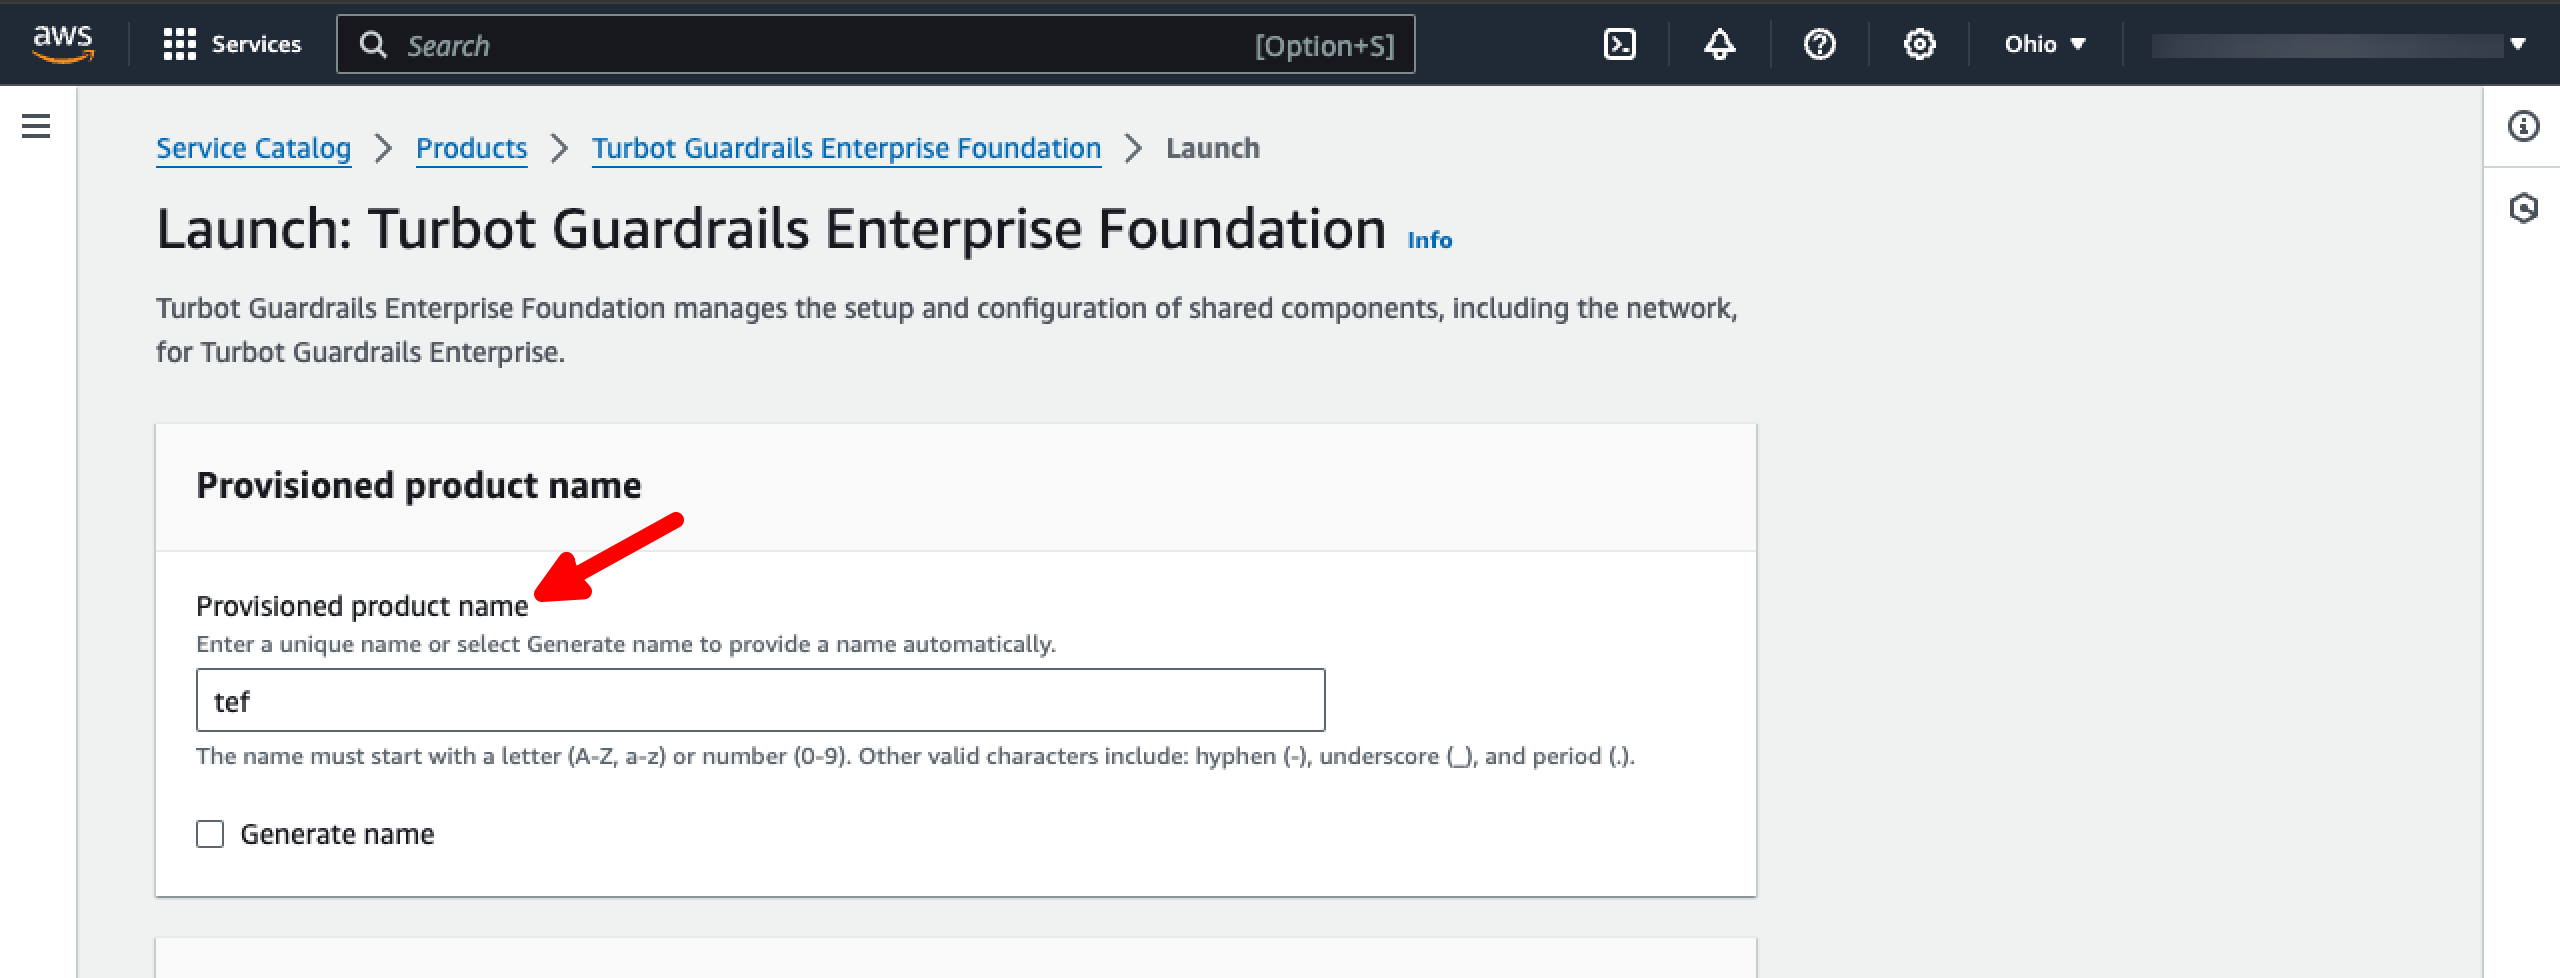 aws Services Search [Option+S] Ohio
Service Catalog Products Turbot Guardrails Enterprise Foundation Launch
Launch: Turbot Guardrails Enterprise Foundation Info
Turbot Guardrails Enterprise Foundation manages the setup and configuration of shared components, including the network,
for Turbot Guardrails Enterprise.
Provisioned product name
Provisioned product name
Enter a unique name or select Generate name to provide a name automatically.
tef
The name must start with a letter (A-Z, a-z) or number (0-9). Other valid characters include: hyphen (-), underscore (_), and period (.).
Generate name